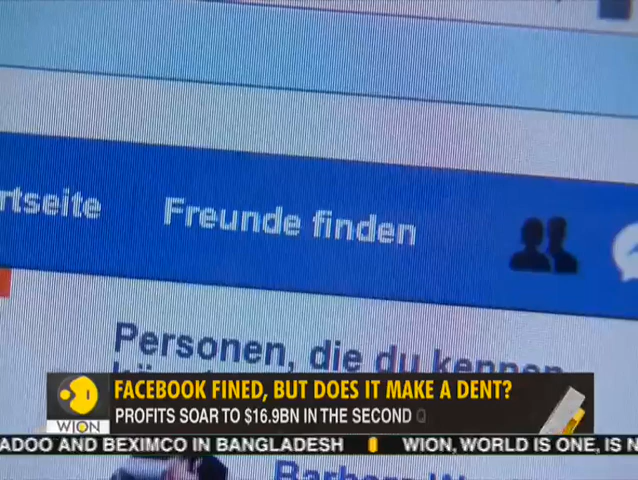 rtseite Freunde finden
Personen, die du kennen
FACEBOOK FINED, BUT DOES IT MAKE A DENT?
PROFITS SOAR TO $16.9BN IN THE SECOND Q
WION
ADOO AND BEXIMCO IN BANGLADESH WION, WORLD IS ONE, IS N